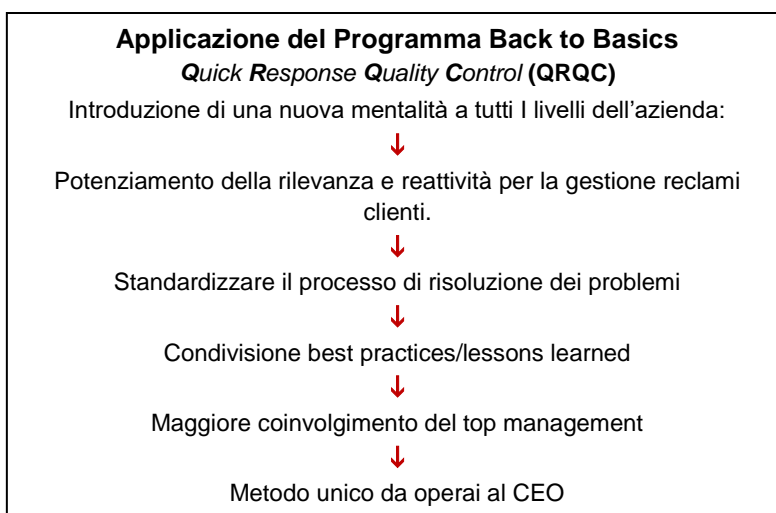 Applicazione del Programma Back to Basics
Quick Response Quality Control (QRQC)
Introduzione di una nuova mentalità a tutti I livelli dell'azienda:
Potenziamento della rilevanza e reattività per la gestione reclami
clienti.
Standardizzare il processo di risoluzione dei problemi
Condivisione best practices/lessons learned
Maggiore coinvolgimento del top management
Metodo unico da operai al CEO